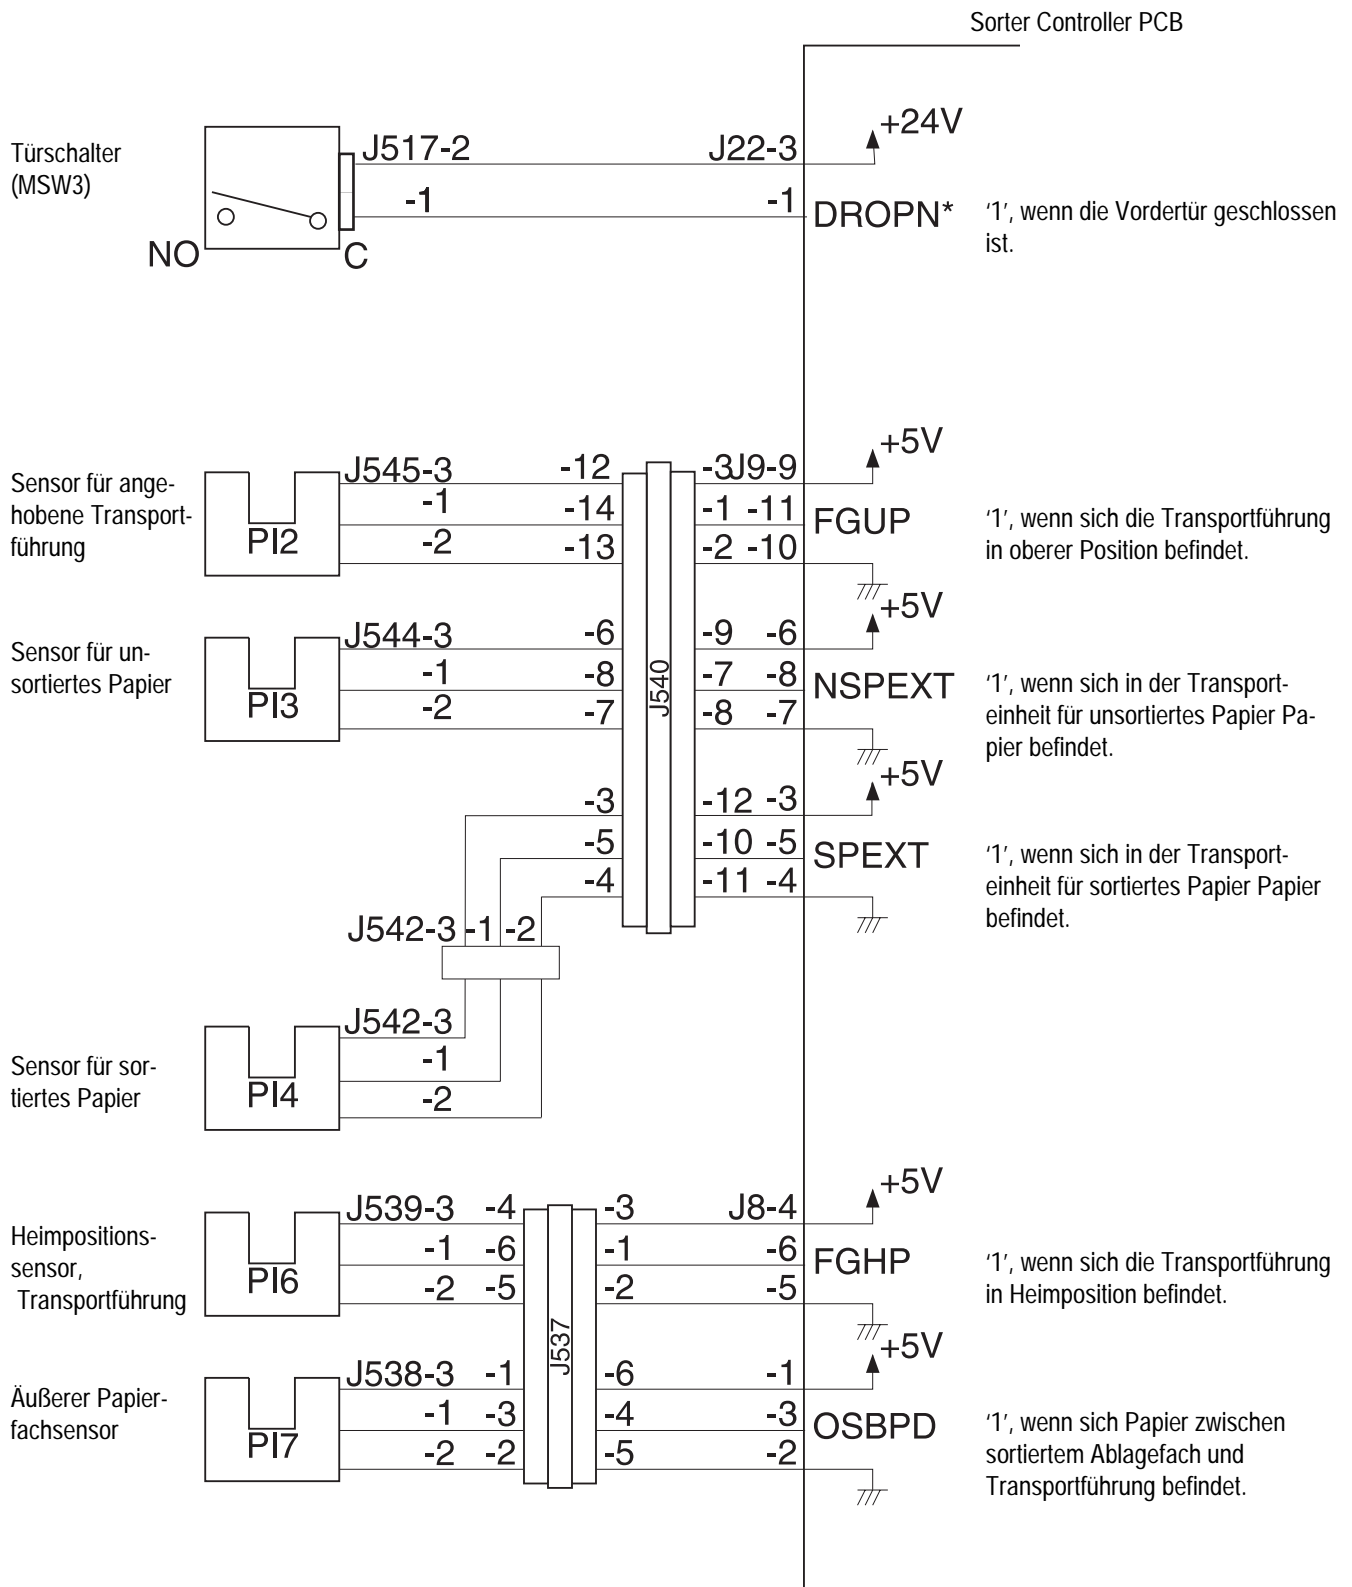 Sorter Controller PCB
+24V
Türschalter
(MSW3)
J517-2
J22-3
-1
-1
DROPN*
'1', wenn die Vordertür geschlossen
ist.
NO
C
+5V
Sensor für ange-
hobene Transport-
führung
PI2
J545-3
-12
-3
J9-9
-1
-14
-1
-11
FGUP
-2
-13
-2
-10
'1', wenn sich die Transportführung
in oberer Position befindet.
+5V
Sensor für un-
sortiertes Papier
PI3
J544-3
-6
-9
-6
-1
-8
-7
-8
NSPEXT
-2
-7
-8
-7
J540
'1', wenn sich in der Transport-
einheit für unsortiertes Papier Pa-
pier befindet.
+5V
-3
-12
-3
-5
-10
-5
SPEXT
-4
-11
-4
'1', wenn sich in der Transport-
einheit für sortiertes Papier Papier
befindet.
J542-3
-1
-2
Sensor für sor-
tiertes Papier
PI4
J542-3
-1
-2
+5V
Heimpositions-
sensor,
Transportführung
PI6
J539-3
-4
-3
J8-4
-1
-6
-1
-6
FGHP
-2
-5
-2
-5
'1', wenn sich die Transportführung
in Heimposition befindet.
J537
+5V
Äußerer Papier-
fachsensor
PI7
J538-3
-1
-6
-1
-1
-3
-4
-3
OSBPD
-2
-2
-5
-2
'1', wenn sich Papier zwischen
sortiertem Ablagefach und
Transportführung befindet.